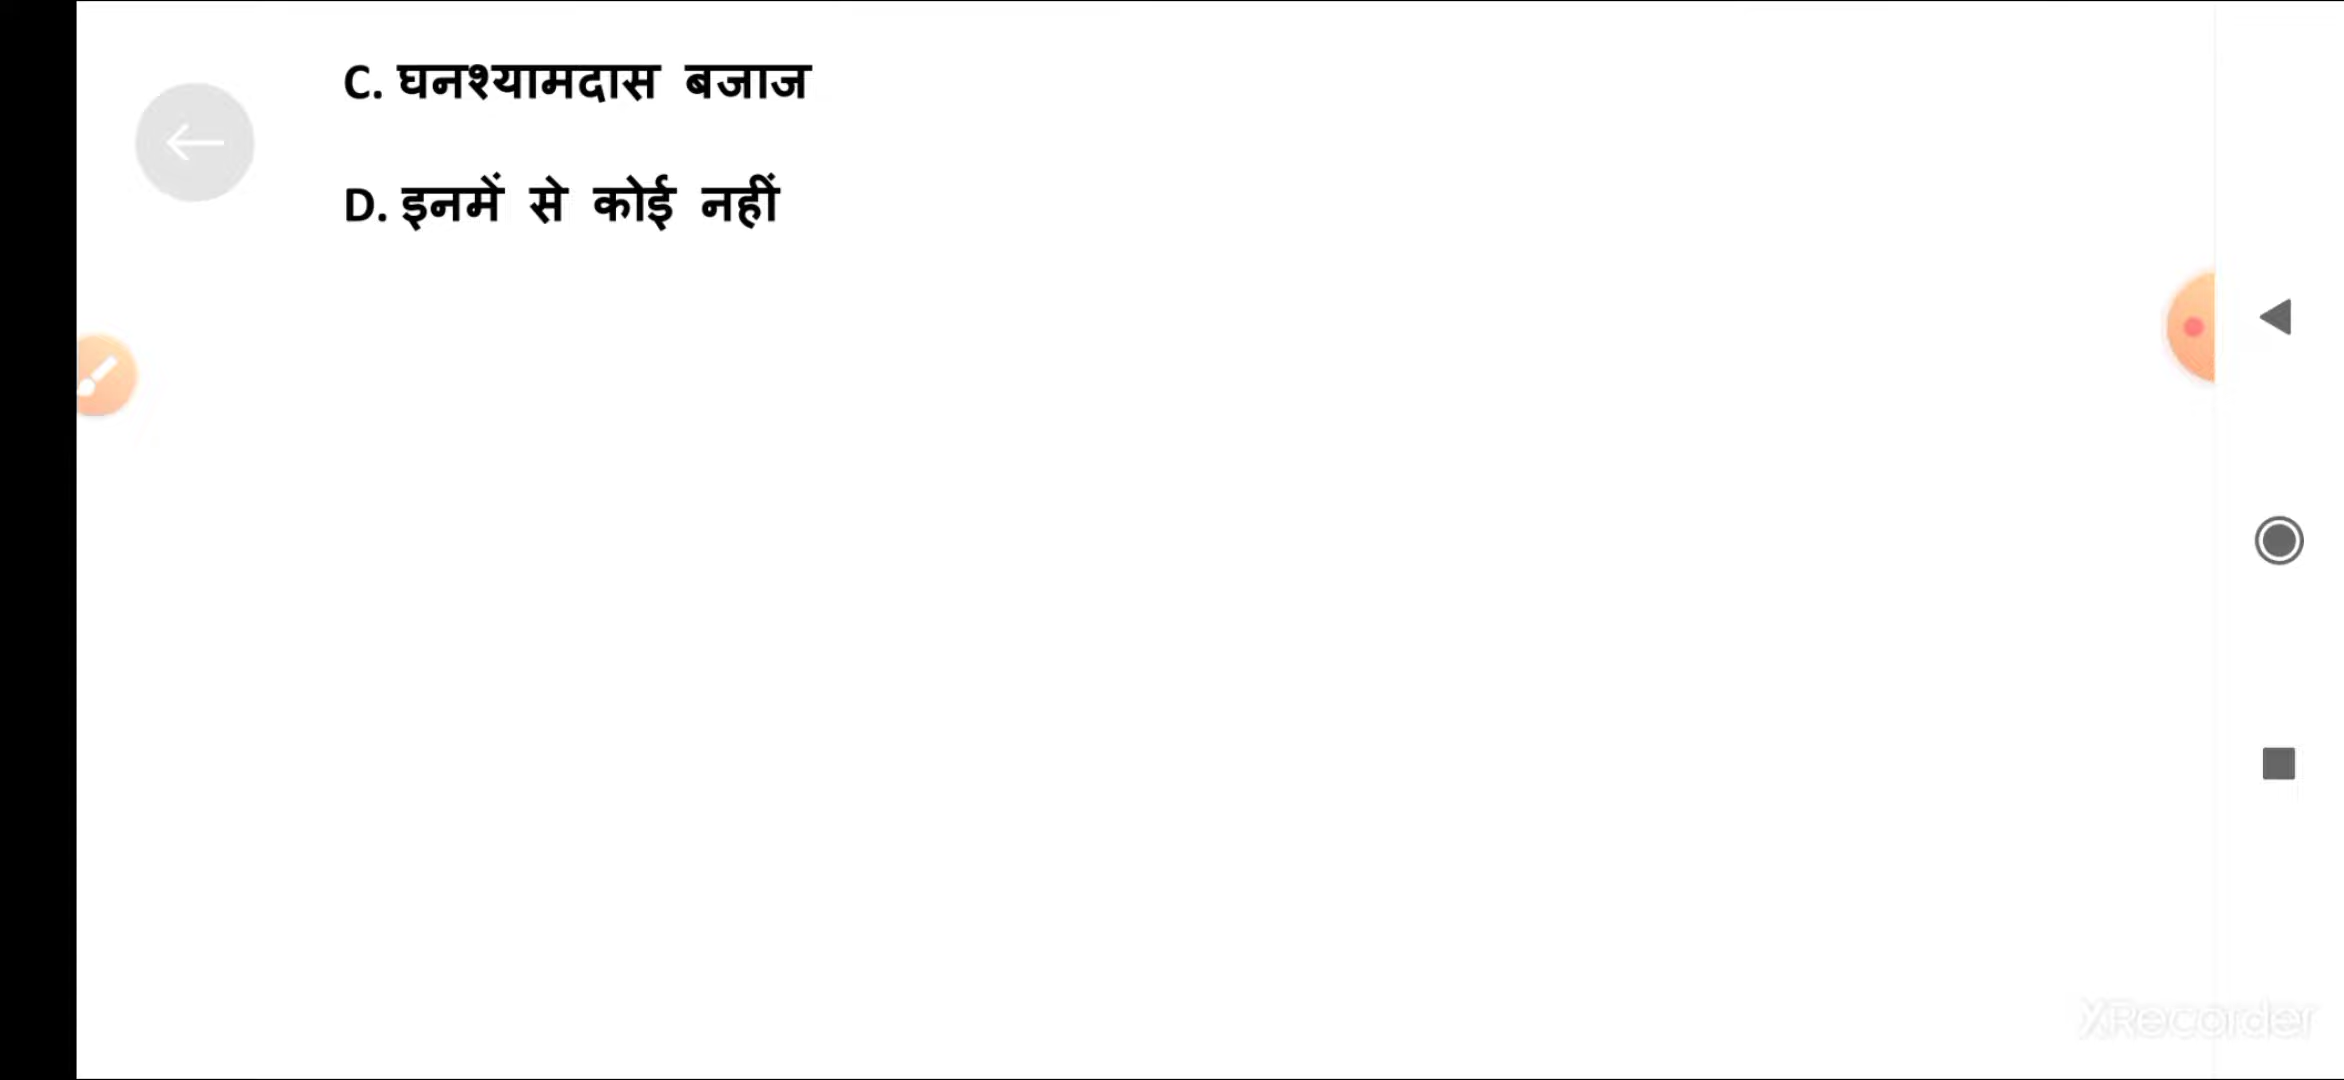 C. घनश्यामदास बजाज
D. इनमें से कोई नहीं
XRecorder